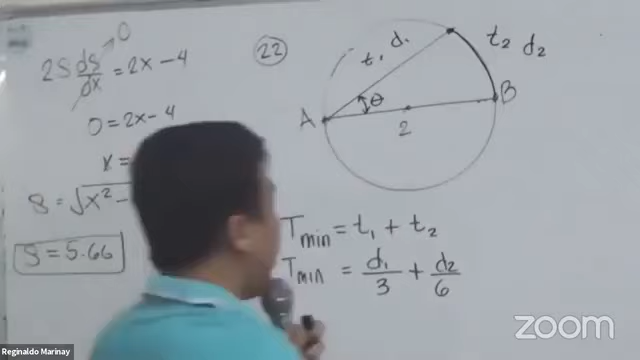 2S dS/dx = 2x - 4
0
0 = 2x - 4
x =
S = √x² -
S = 5.66
22
t₁ d₁
t₂ d₂
θ
A
B
2
Tmin = t₁ + t₂
Tmin = d₁/3 + d₂/6
zoom
Reginaldo Marinay